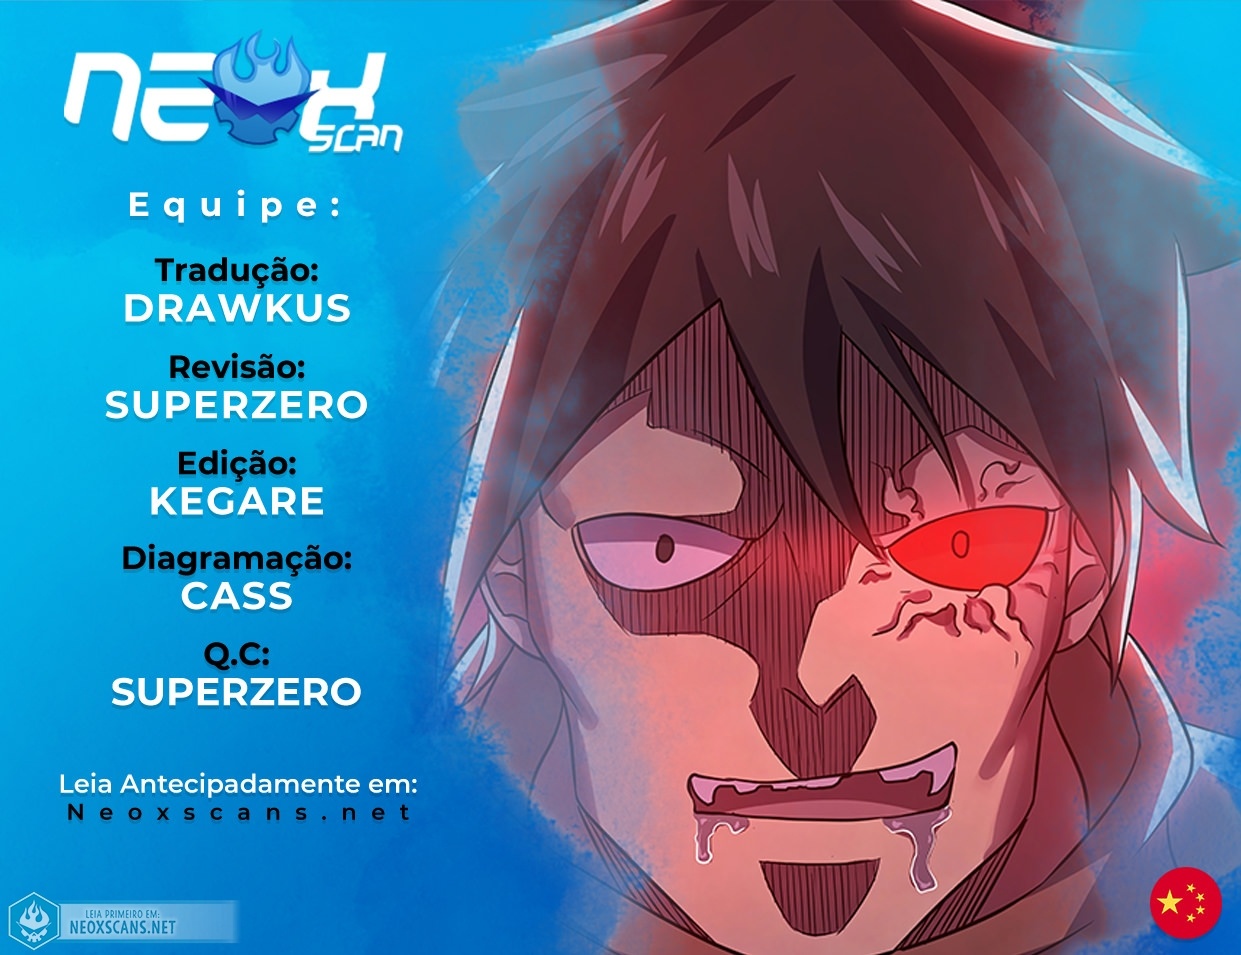 NEOX
SCAN
Equipe:
Tradução:
DRAWKUS
Revisão:
SUPERZERO
Edição:
KEGARE
Diagramação:
CASS
Q.C:
SUPERZERO
Leia Antecipadamente em:
Neoxscans.net
LEIA PRIMEIRO EM:
NEOXSCANS.NET